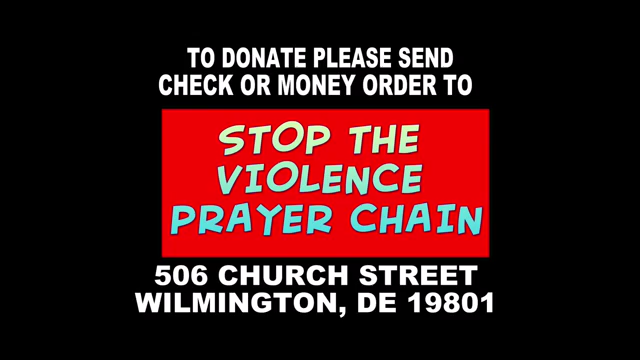 TO DONATE PLEASE SEND
CHECK OR MONEY ORDER TO
STOP THE
VIOLENCE
PRAYER CHAIN
506 CHURCH STREET
WILMINGTON, DE 19801